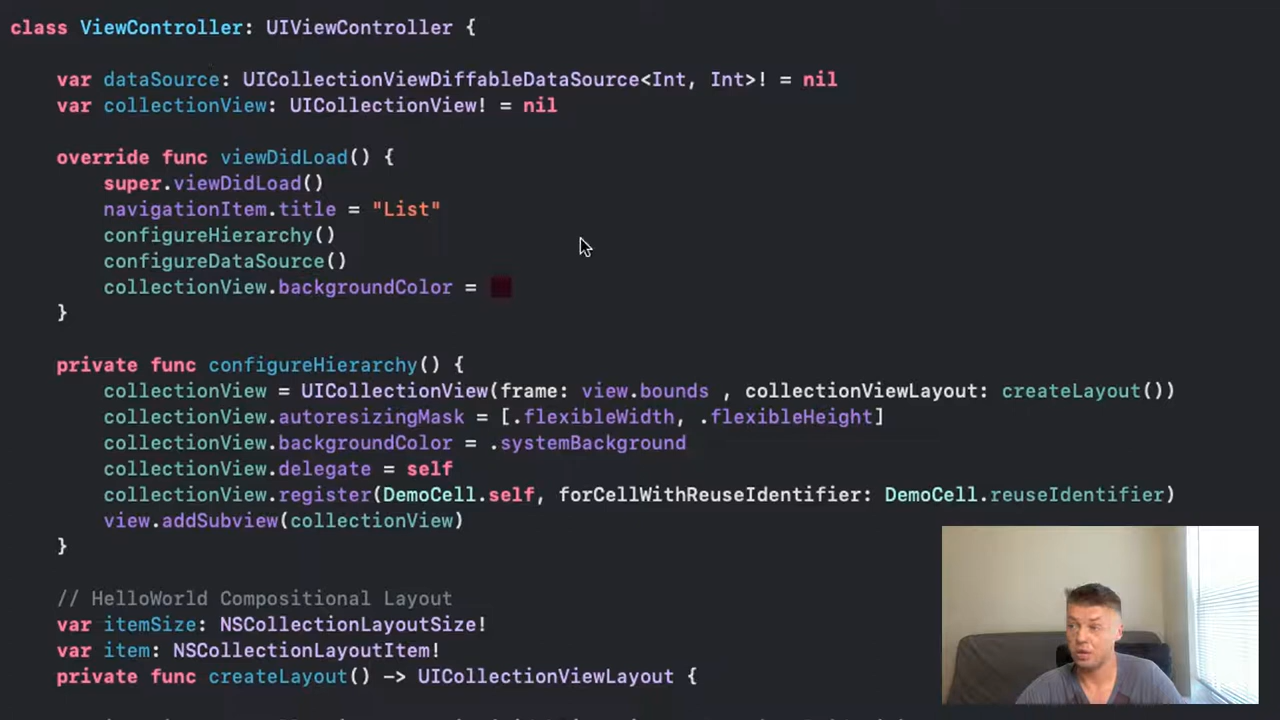 class ViewController: UIViewController {
var dataSource: UICollectionViewDiffableDataSource<Int, Int>! = nil
var collectionView: UICollectionView! = nil
override func viewDidLoad() {
super.viewDidLoad()
navigationItem.title = "List"
configureHierarchy()
configureDataSource()
collectionView.backgroundColor =
}
private func configureHierarchy() {
collectionView = UICollectionView(frame: view.bounds , collectionViewLayout: createLayout())
collectionView.autoresizingMask = [.flexibleWidth, .flexibleHeight]
collectionView.backgroundColor = .systemBackground
collectionView.delegate = self
collectionView.register(DemoCell.self, forCellWithReuseIdentifier: DemoCell.reuseIdentifier)
view.addSubview(collectionView)
}
// HelloWorld Compositional Layout
var itemSize: NSCollectionLayoutSize!
var item: NSCollectionLayoutItem!
private func createLayout() -> UICollectionViewLayout {